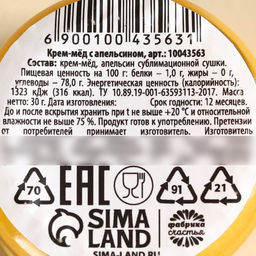 6 900100 435631
Крем-мёд с апельсином, арт.: 10043563
Состав: крем-мёд, апельсин сублимационной сушки.
Пищевая ценность на 100 г: белки – 1,0 г, жиры – 0 г,
углеводы – 78,0 г. Энергетическая ценность (калорийность):
1323 кДж (316 ккал). ТУ 10.89.19-001-63593113-2017. Масса
нетто: 30 г. Дата изготовления: Срок годности: 12 месяцев.
До и после вскрытия хранить при t не выше +20 °C и относительной
влажности не выше 75 %. Продукт готов к употреблению. Претензии
от потребителей принимает изготовитель. Изготовитель
70
EAC
91
21
SIMA
LAND
фабрика
счастья
SIMA-LAND.RU